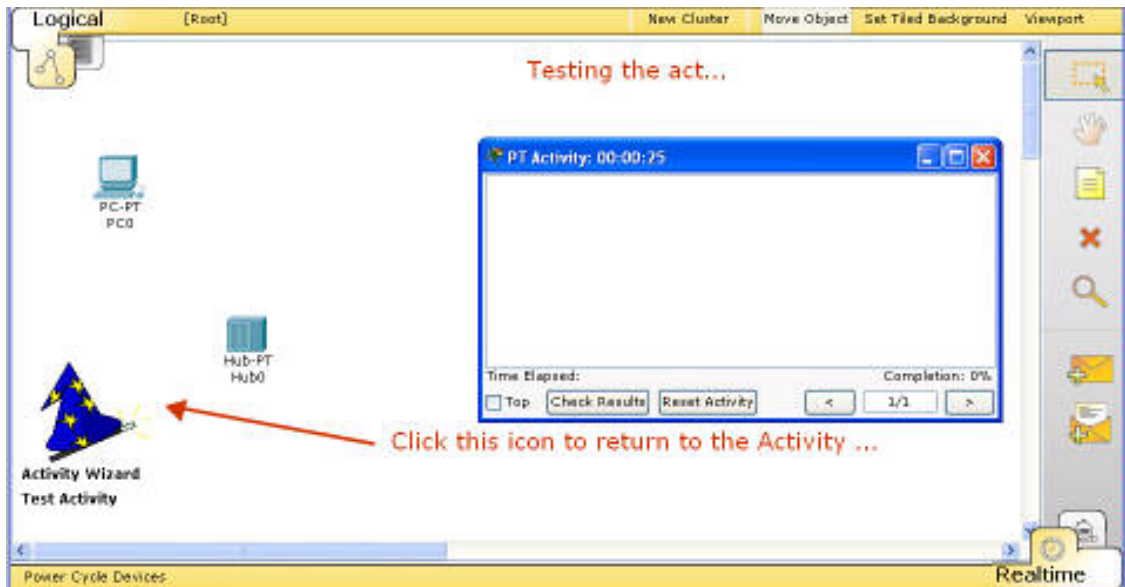 Logical [Root] New Cluster Move Object Set Tiled Background Viewport
Testing the act...
PT Activity: 00:00:25
PC-PT
PC0
Hub-PT
Hub0
Time Elapsed: Completion: 0%
Top Check Results Reset Activity < 1/1 >
Click this icon to return to the Activity ...
Activity Wizard
Test Activity
Power Cycle Devices Realtime